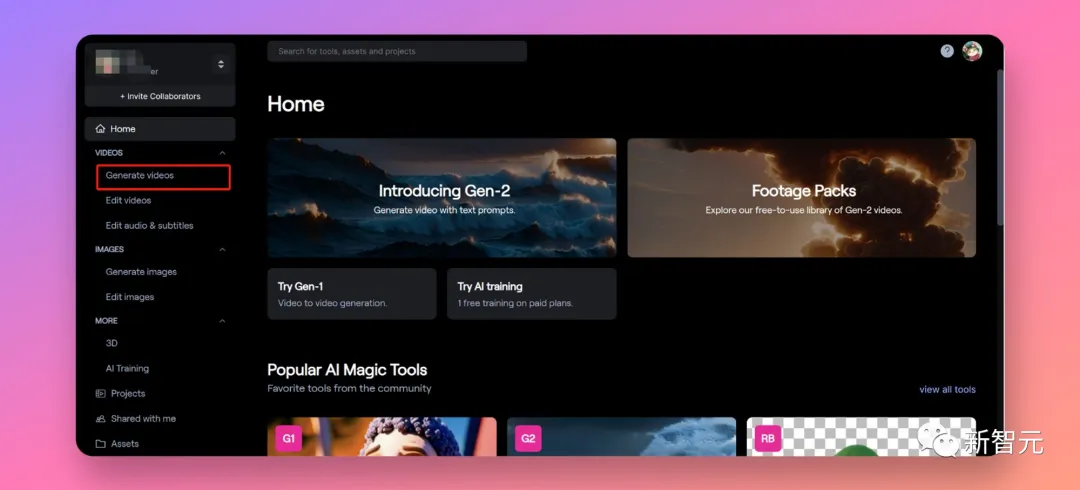 er
+ Invite Collaborators
Home
VIDEOS
Generate videos
Edit videos
Edit audio & subtitles
IMAGES
Generate images
Edit images
MORE
3D
AI Training
Projects
Shared with me
Assets
Search for tools, assets and projects
?
Home
Introducing Gen-2
Generate video with text prompts.
Footage Packs
Explore our free-to-use library of Gen-2 videos.
Try Gen-1
Video to video generation.
Try AI training
1 free training on paid plans.
Popular AI Magic Tools
Favorite tools from the community
view all tools
G1
G2
RB
新智元